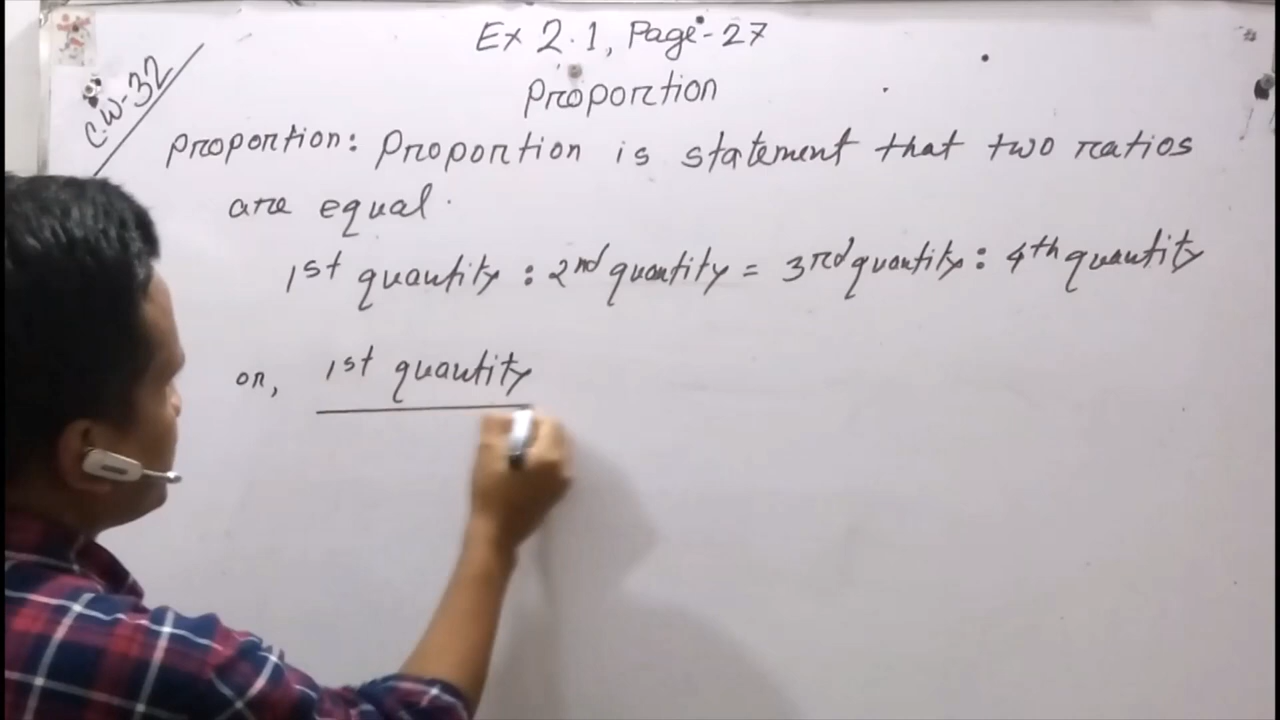 Ex 2.1, Page-27
C.W-32
Proportion
Proportion: Proportion is statement that two ratios
are equal.
1st quantity : 2nd quantity = 3rd quantity : 4th quantity
or, 1st quantity